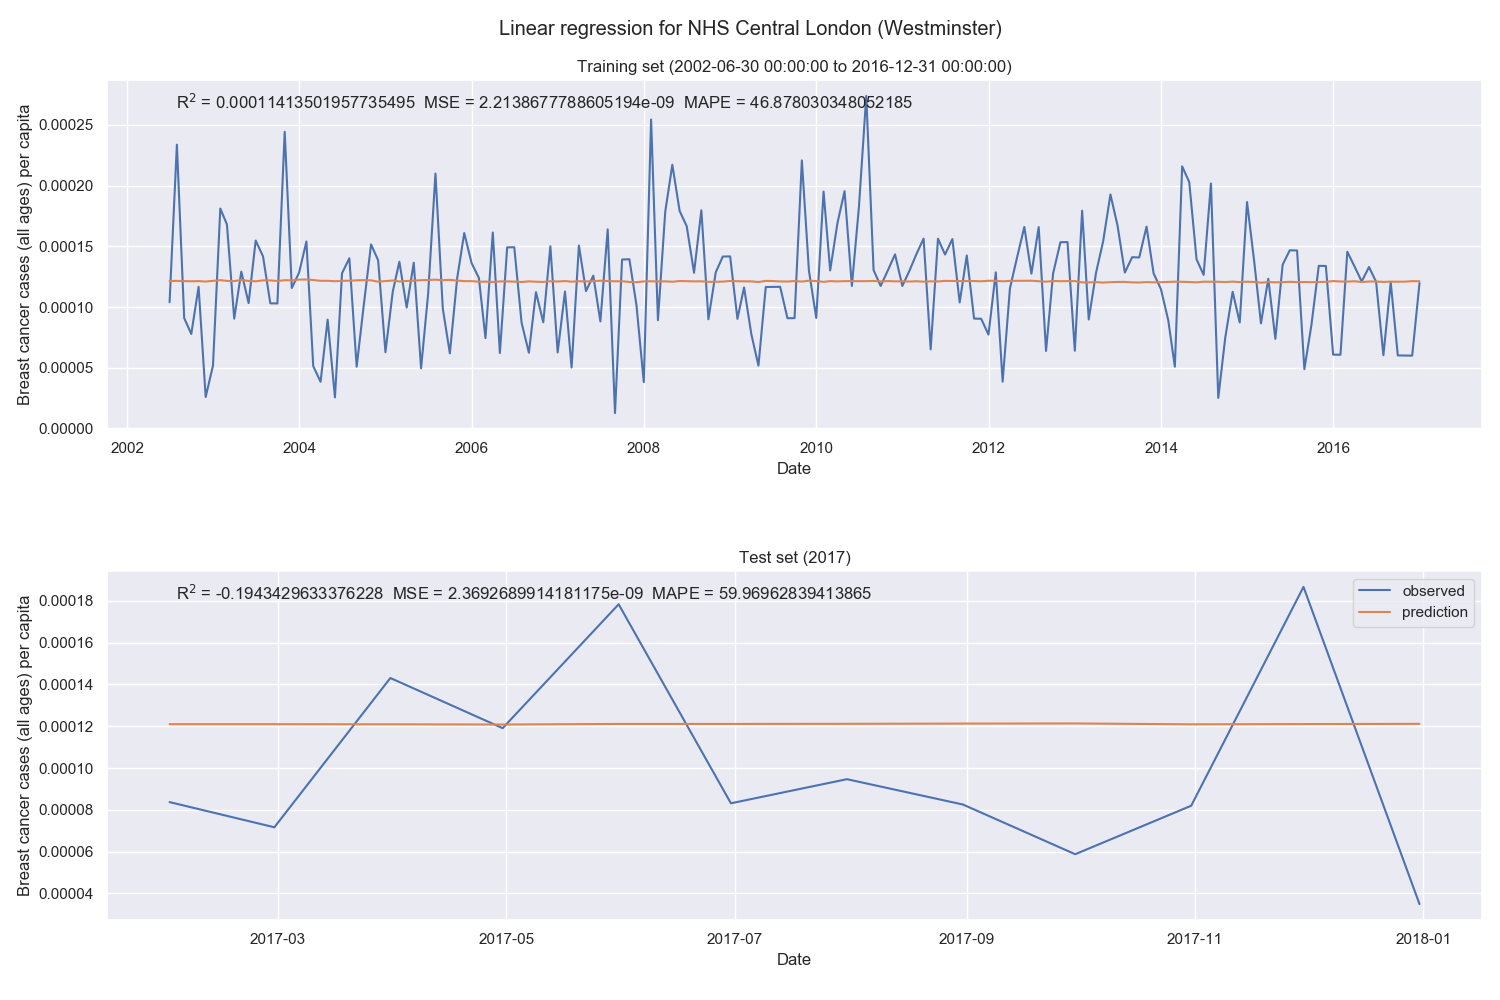 Linear regression for NHS Central London (Westminster)
Training set (2002-06-30 00:00:00 to 2016-12-31 00:00:00)
R² = 0.00011413501957735495 MSE = 2.2138677788605194e-09 MAPE = 46.878030348052185
Breast cancer cases (all ages) per capita
0.00025
0.00020
0.00015
0.00010
0.00005
0.00000
2002 2004 2006 2008 2010 2012 2014 2016
Date
Test set (2017)
R² = -0.1943429633376228 MSE = 2.3692689914181175e-09 MAPE = 59.96962839413865
observed
prediction
Breast cancer cases (all ages) per capita
0.00018
0.00016
0.00014
0.00012
0.00010
0.00008
0.00006
0.00004
2017-03 2017-05 2017-07 2017-09 2017-11 2018-01
Date